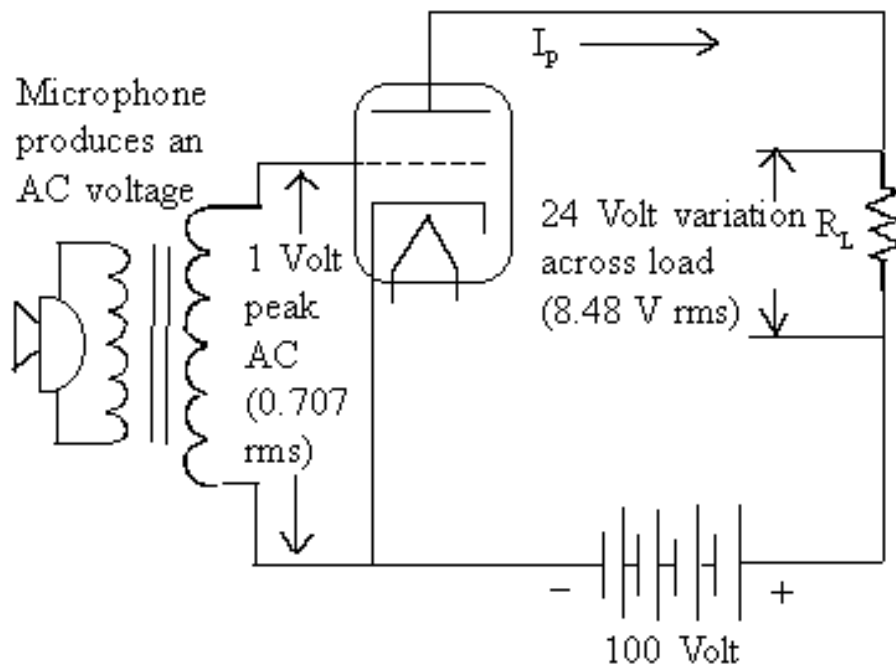 I_p
Microphone
produces an
AC voltage
1 Volt
peak
AC
(0.707
rms)
24 Volt variation
across load
(8.48 V rms)
R_L
− +
100 Volt